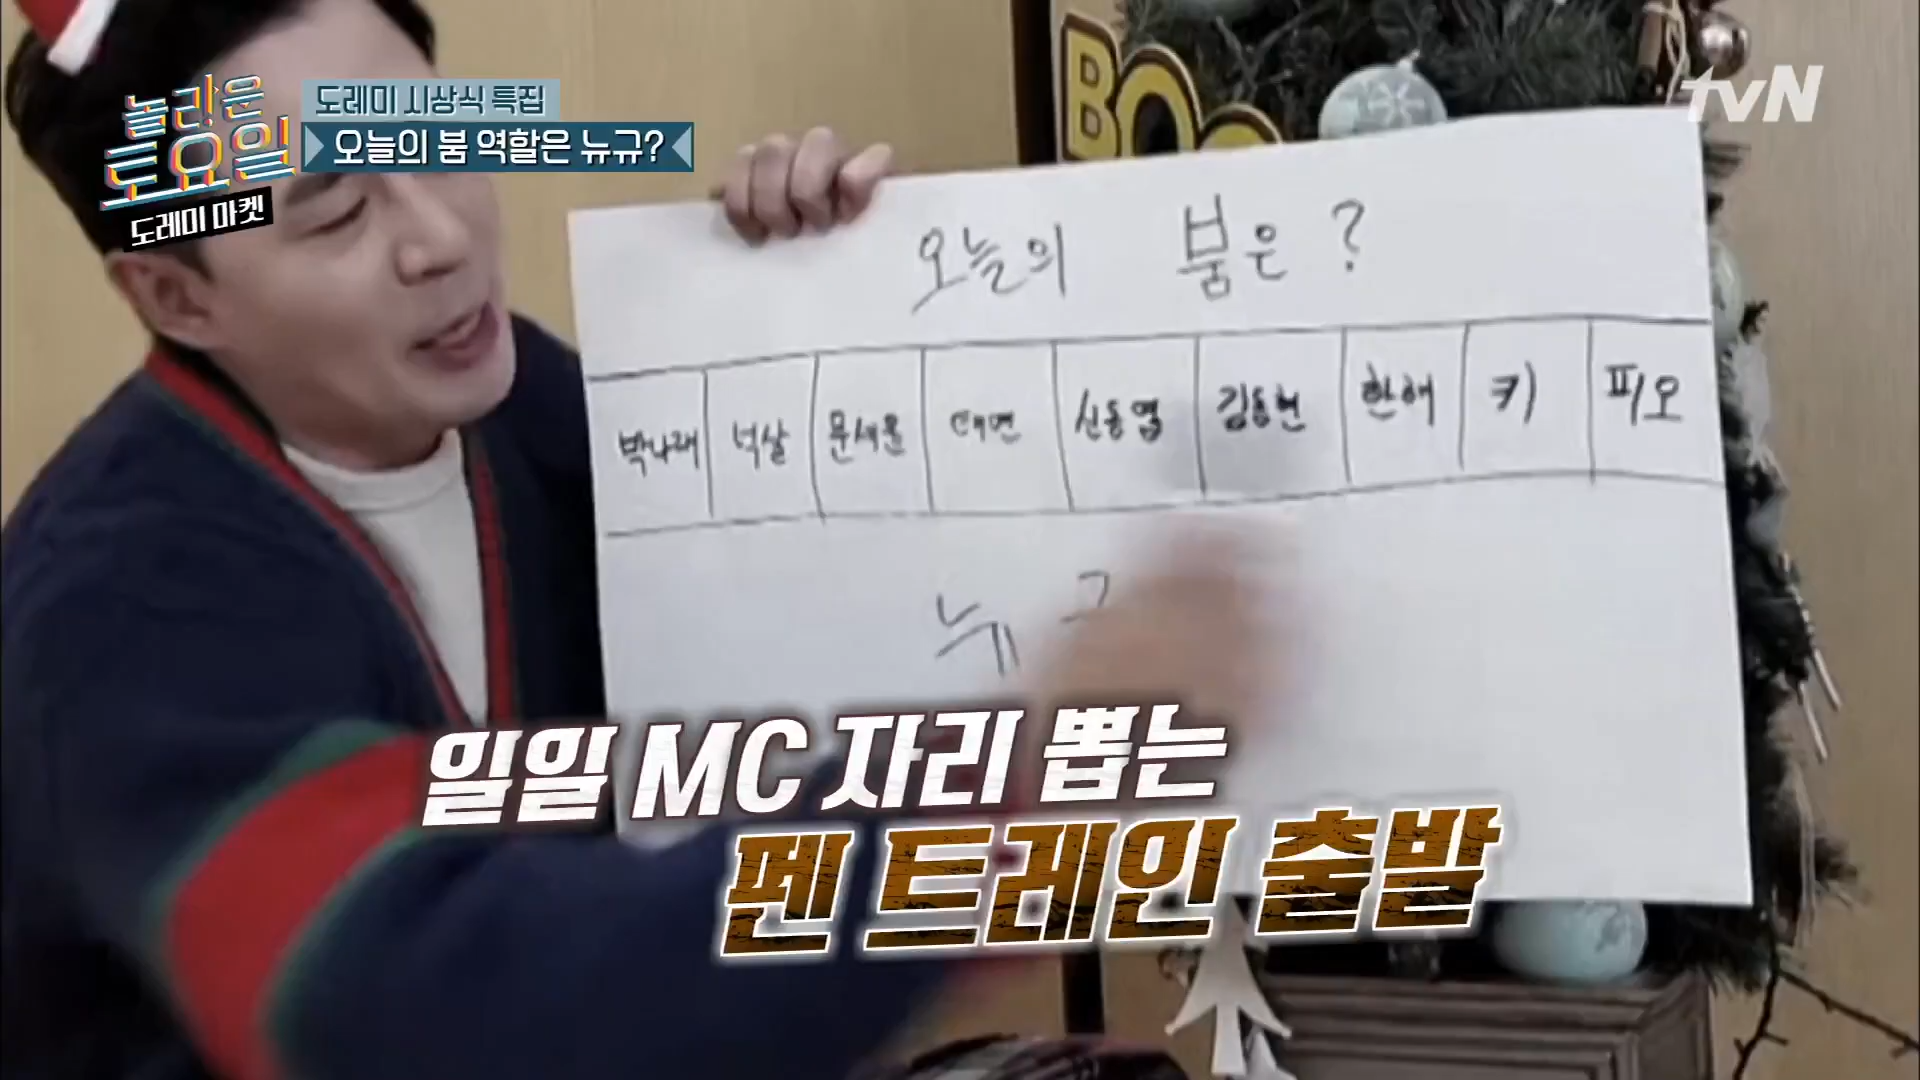 놀라운
토요일
도레미 마켓
도레미 시상식 특집
오늘의 붐 역할은 뉴규?
tvN
BOO
오늘의 붐은?
박나래 넉살 문세윤 태연 신동엽 김동현 한해 키 피오
뉴
일일 MC 자리 뽑는
펜 트레인 출발